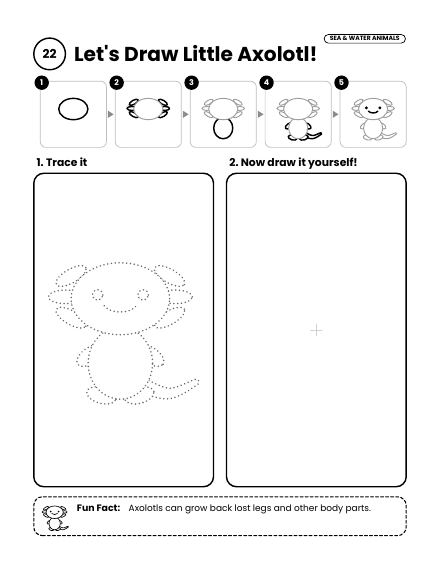 SEA & WATER ANIMALS
22 Let's Draw Little Axolotl!
1 2 3 4 5
1. Trace it
2. Now draw it yourself!
Fun Fact: Axolotls can grow back lost legs and other body parts.